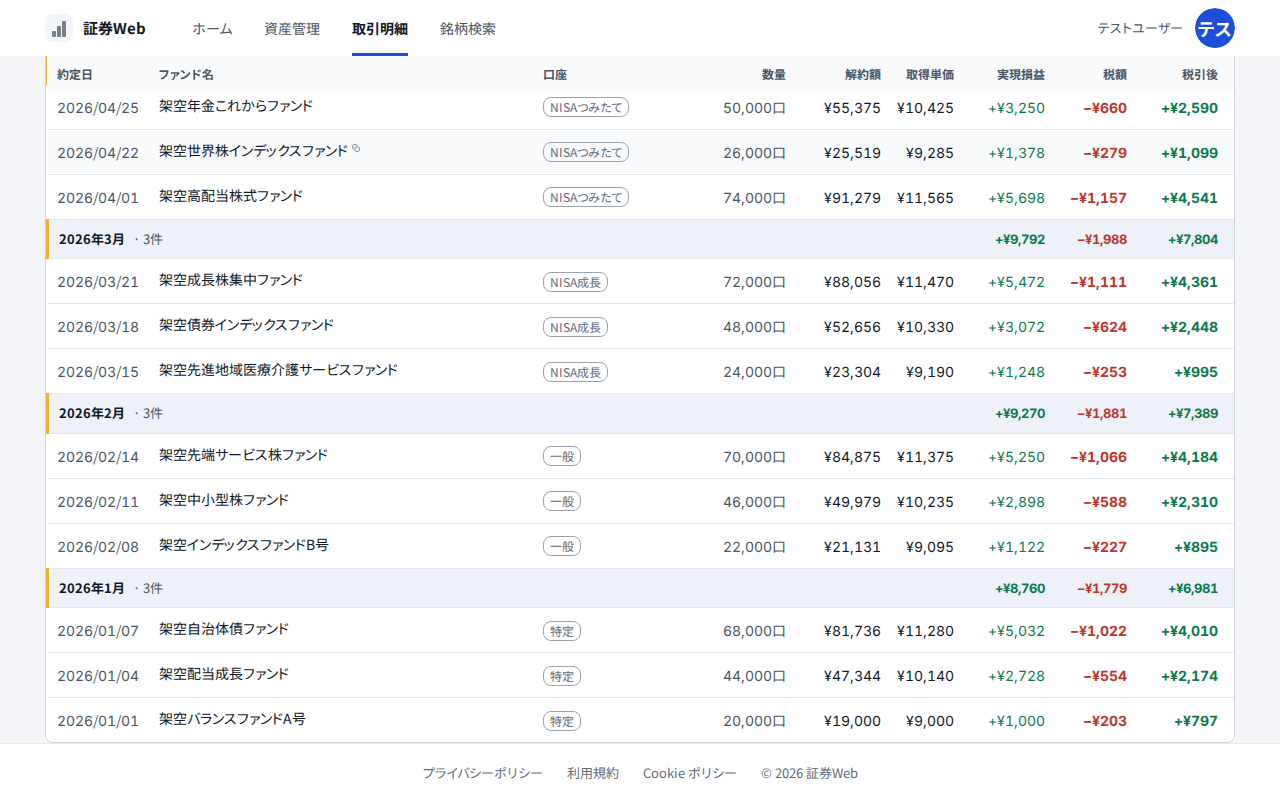 証券Web ホーム 資産管理 取引明細 銘柄検索 テストユーザー テス
約定日 ファンド名 口座 数量 解約額 取得単価 実現損益 税額 税引後
2026/04/25 架空年金これからファンド NISAつみたて 50,000口 ¥55,375 ¥10,425 +¥3,250 −¥660 +¥2,590
2026/04/22 架空世界株インデックスファンド NISAつみたて 26,000口 ¥25,519 ¥9,285 +¥1,378 −¥279 +¥1,099
2026/04/01 架空高配当株式ファンド NISAつみたて 74,000口 ¥91,279 ¥11,565 +¥5,698 −¥1,157 +¥4,541
2026年3月 · 3件 +¥9,792 −¥1,988 +¥7,804
2026/03/21 架空成長株集中ファンド NISA成長 72,000口 ¥88,056 ¥11,470 +¥5,472 −¥1,111 +¥4,361
2026/03/18 架空債券インデックスファンド NISA成長 48,000口 ¥52,656 ¥10,330 +¥3,072 −¥624 +¥2,448
2026/03/15 架空先進地域医療介護サービスファンド NISA成長 24,000口 ¥23,304 ¥9,190 +¥1,248 −¥253 +¥995
2026年2月 · 3件 +¥9,270 −¥1,881 +¥7,389
2026/02/14 架空先端サービス株ファンド 一般 70,000口 ¥84,875 ¥11,375 +¥5,250 −¥1,066 +¥4,184
2026/02/11 架空中小型株ファンド 一般 46,000口 ¥49,979 ¥10,235 +¥2,898 −¥588 +¥2,310
2026/02/08 架空インデックスファンドB号 一般 22,000口 ¥21,131 ¥9,095 +¥1,122 −¥227 +¥895
2026年1月 · 3件 +¥8,760 −¥1,779 +¥6,981
2026/01/07 架空自治体債ファンド 特定 68,000口 ¥81,736 ¥11,280 +¥5,032 −¥1,022 +¥4,010
2026/01/04 架空配当成長ファンド 特定 44,000口 ¥47,344 ¥10,140 +¥2,728 −¥554 +¥2,174
2026/01/01 架空バランスファンドA号 特定 20,000口 ¥19,000 ¥9,000 +¥1,000 −¥203 +¥797
プライバシーポリシー 利用規約 Cookie ポリシー © 2026 証券Web